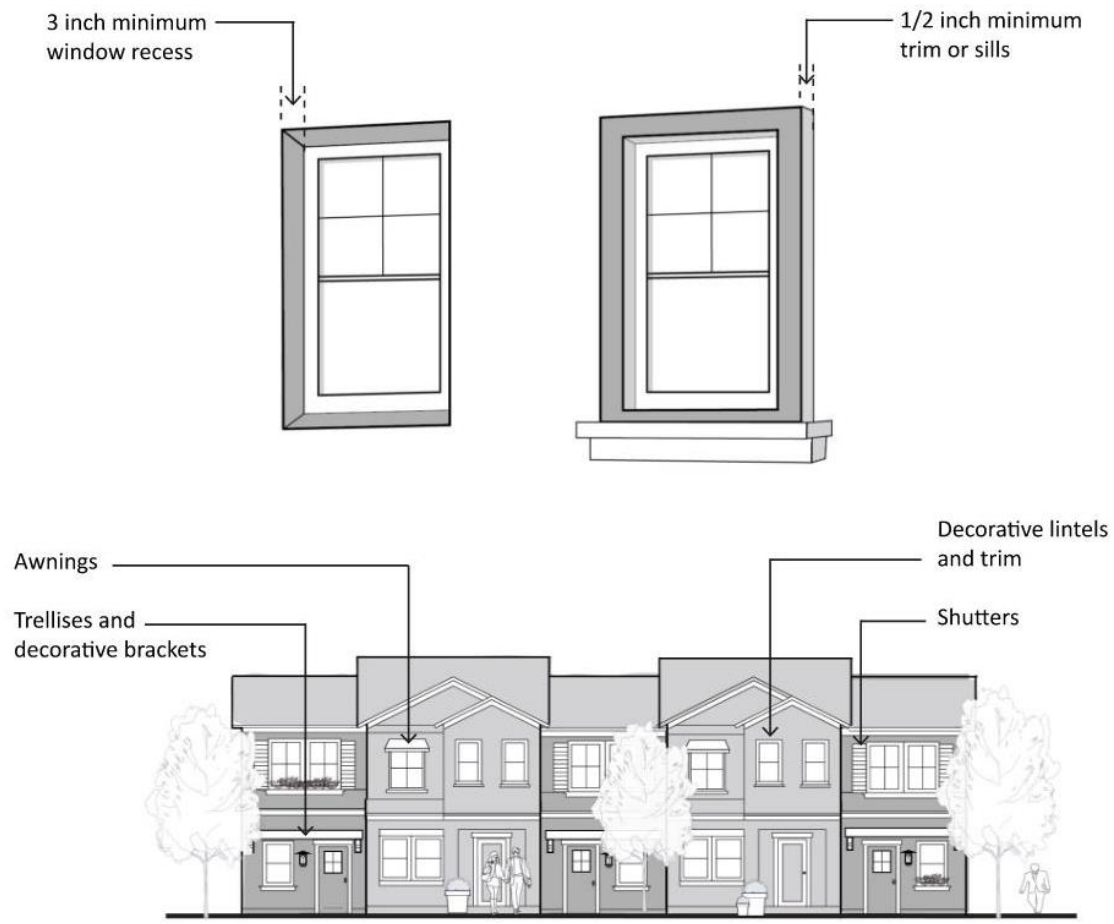 3 inch minimum
window recess
1/2 inch minimum
trim or sills
Awnings
Trellises and
decorative brackets
Decorative lintels
and trim
Shutters